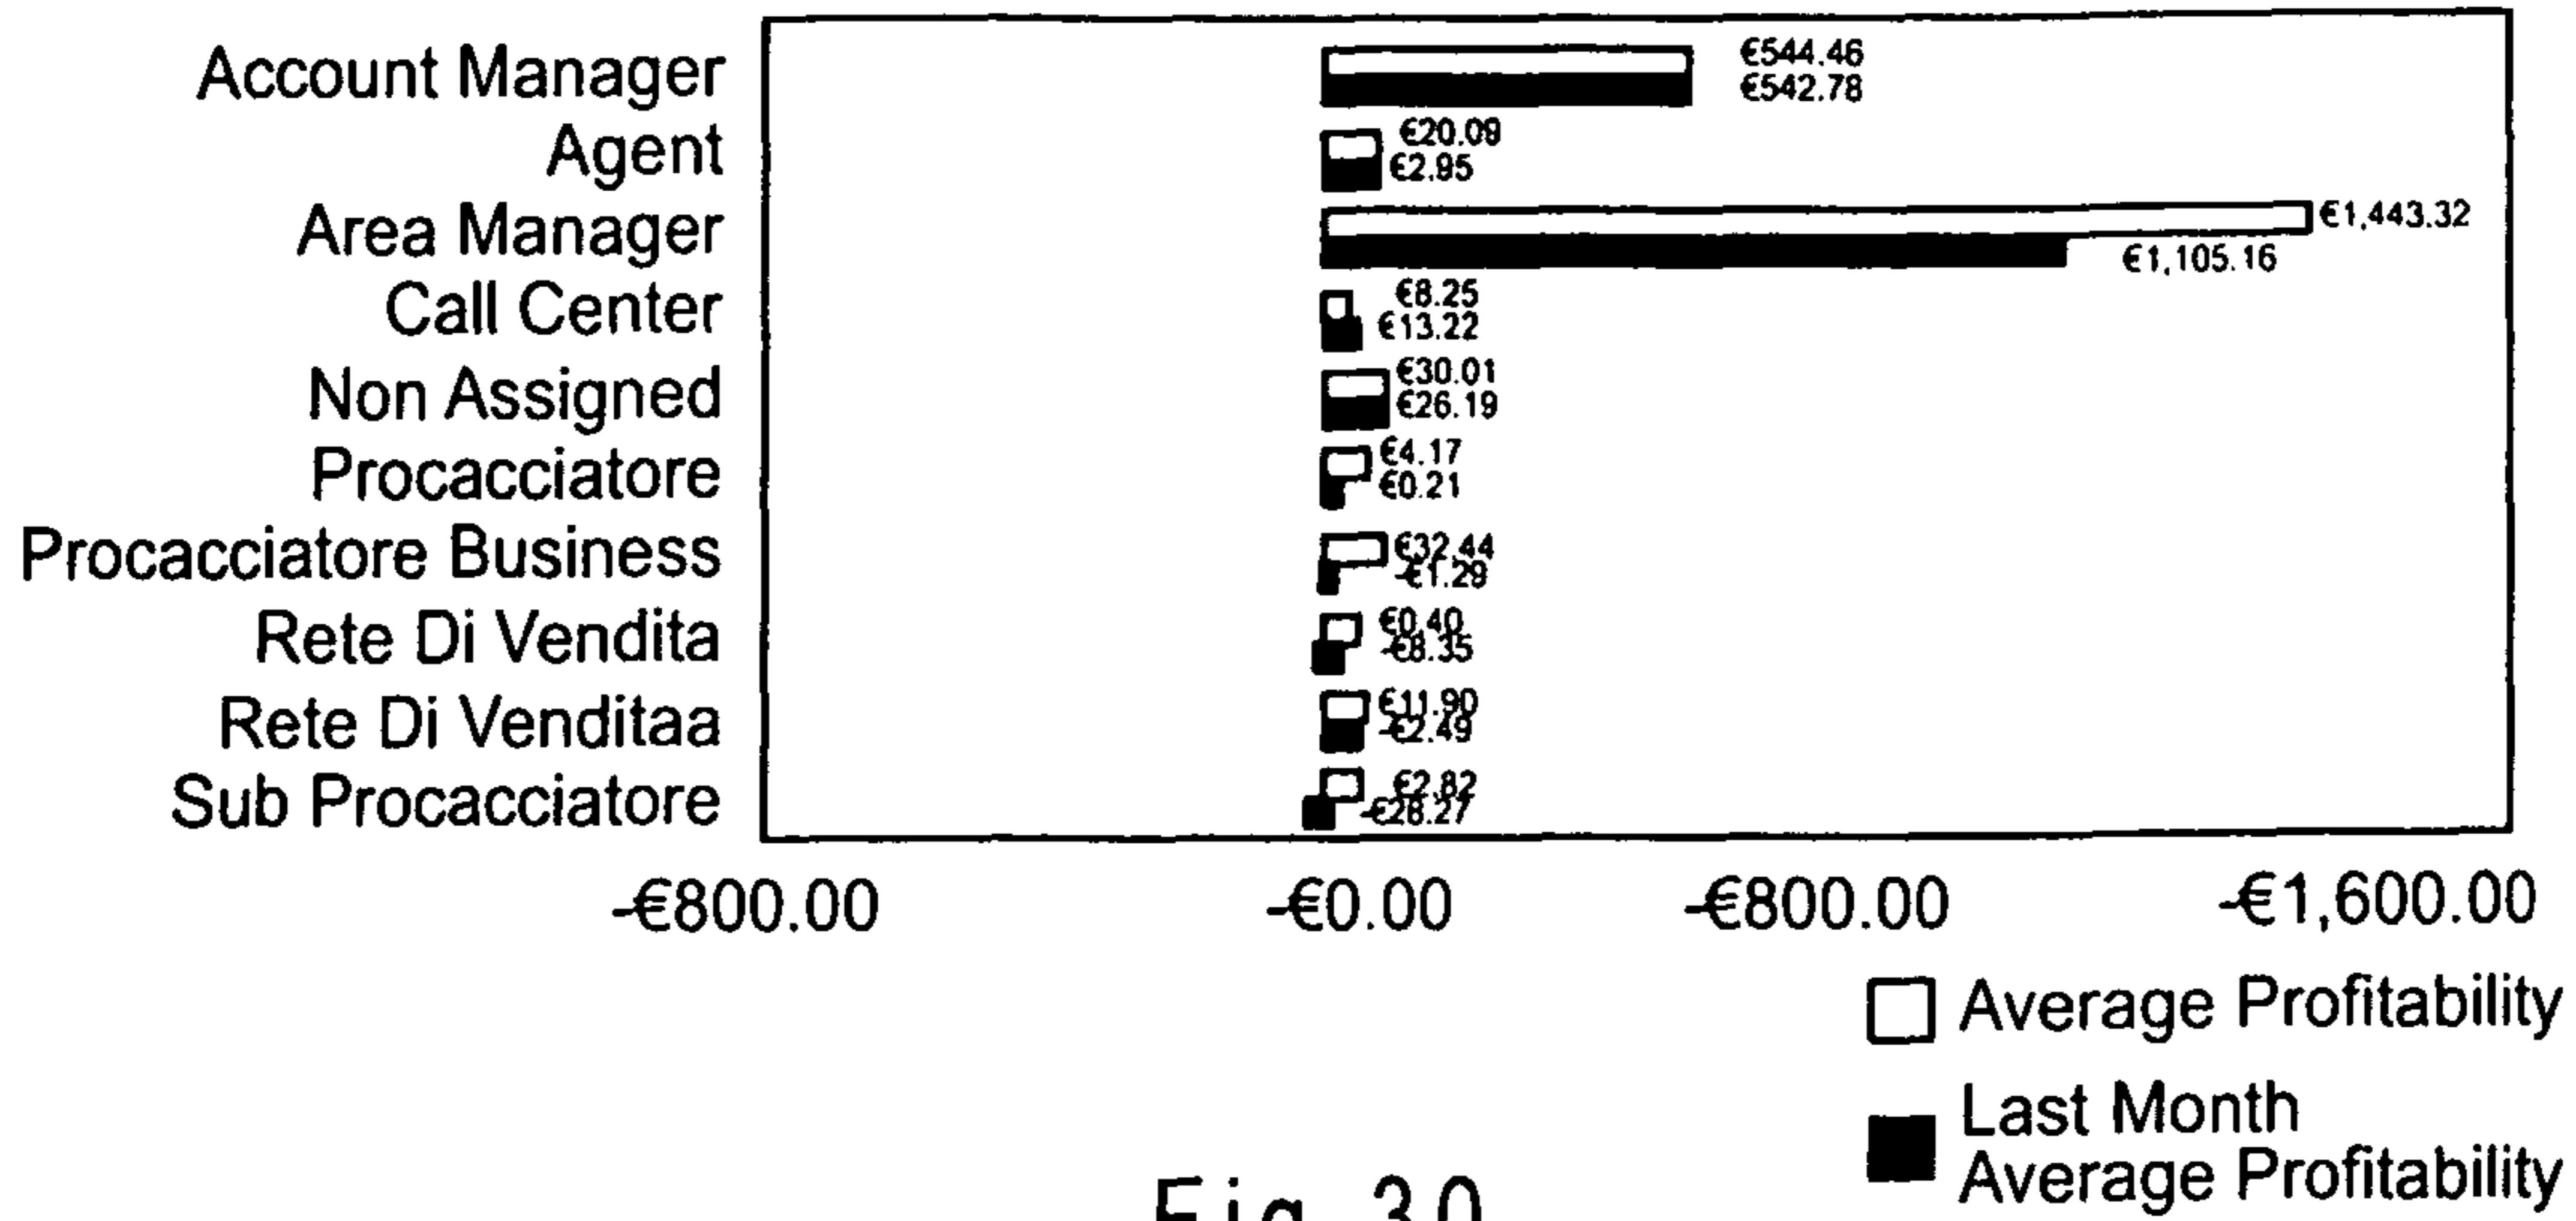 Account Manager
€544.46
€542.78
Agent
€20.09
€2.95
Area Manager
€1,443.32
€1,105.16
Call Center
€8.25
€13.22
Non Assigned
€30.01
€26.19
Procacciatore
€4.17
€0.21
Procacciatore Business
€32.44
-€1.29
Rete Di Vendita
€0.40
-€8.35
Rete Di Venditaa
€11.90
-€2.49
Sub Procacciatore
€2.82
-€28.27
-€800.00 -€0.00 -€800.00 -€1,600.00
Average Profitability
Last Month
Average Profitability
Fig. 30